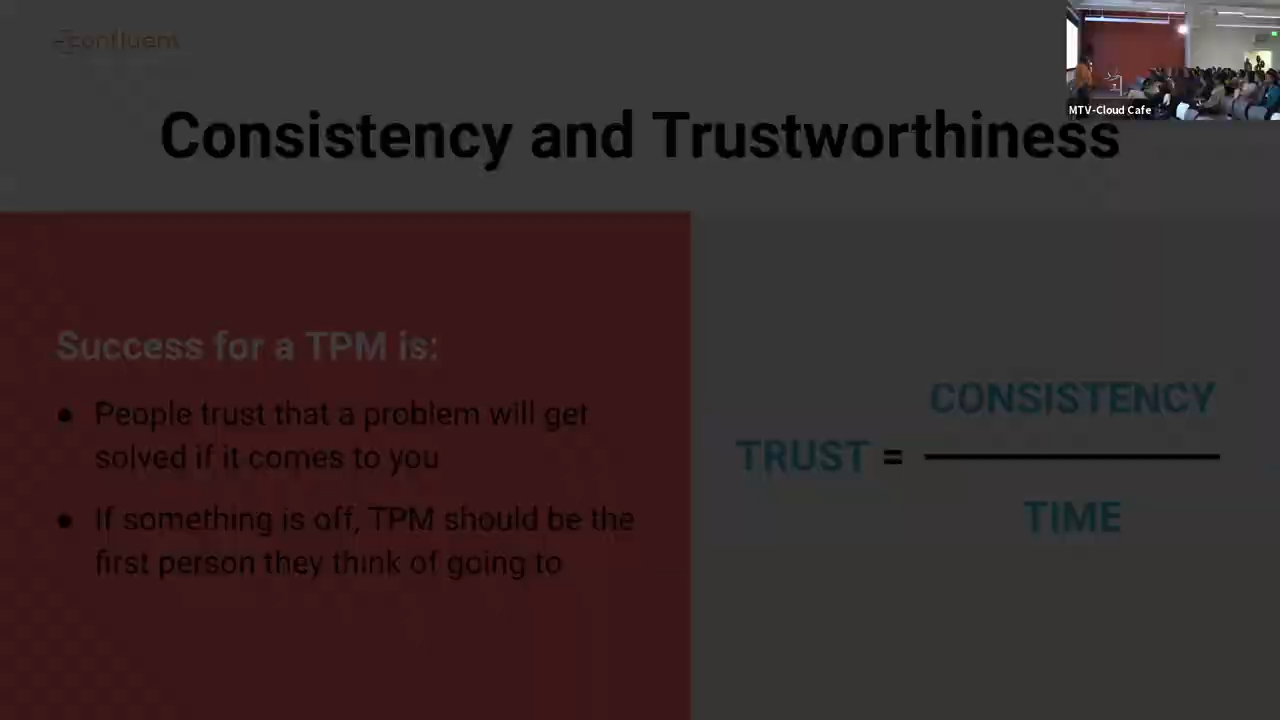 confluent
MTV-Cloud Cafe
Consistency and Trustworthiness
Success for a TPM is:
● People trust that a problem will get
solved if it comes to you
● If something is off, TPM should be the
first person they think of going to
TRUST = CONSISTENCY
TIME